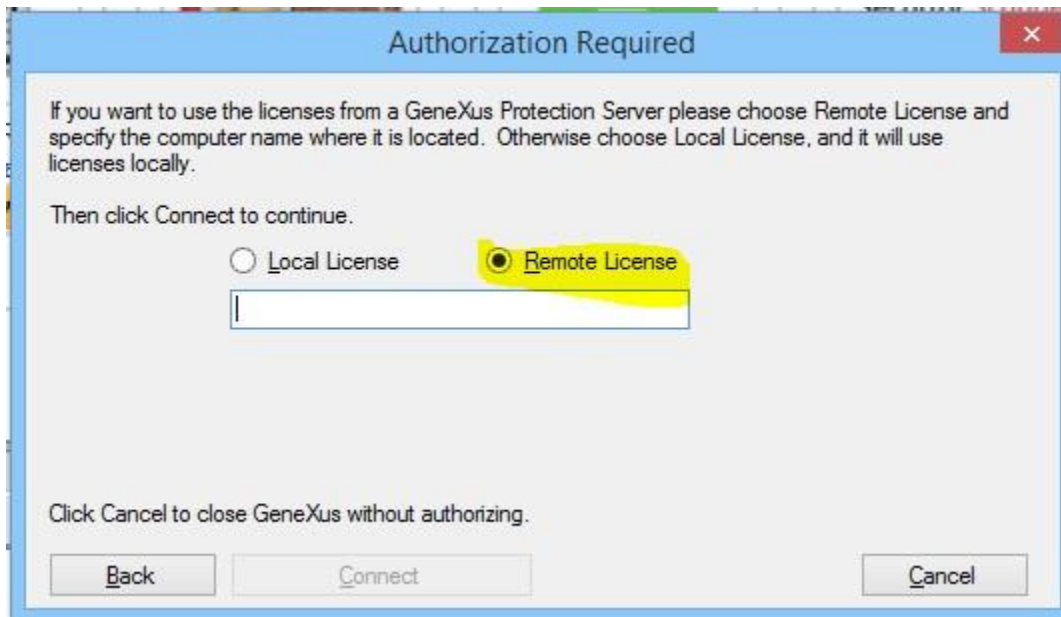 Authorization Required
If you want to use the licenses from a GeneXus Protection Server please choose Remote License and
specify the computer name where it is located. Otherwise choose Local License, and it will use
licenses locally.
Then click Connect to continue.
Local License Remote License
Click Cancel to close GeneXus without authorizing.
Back Connect Cancel